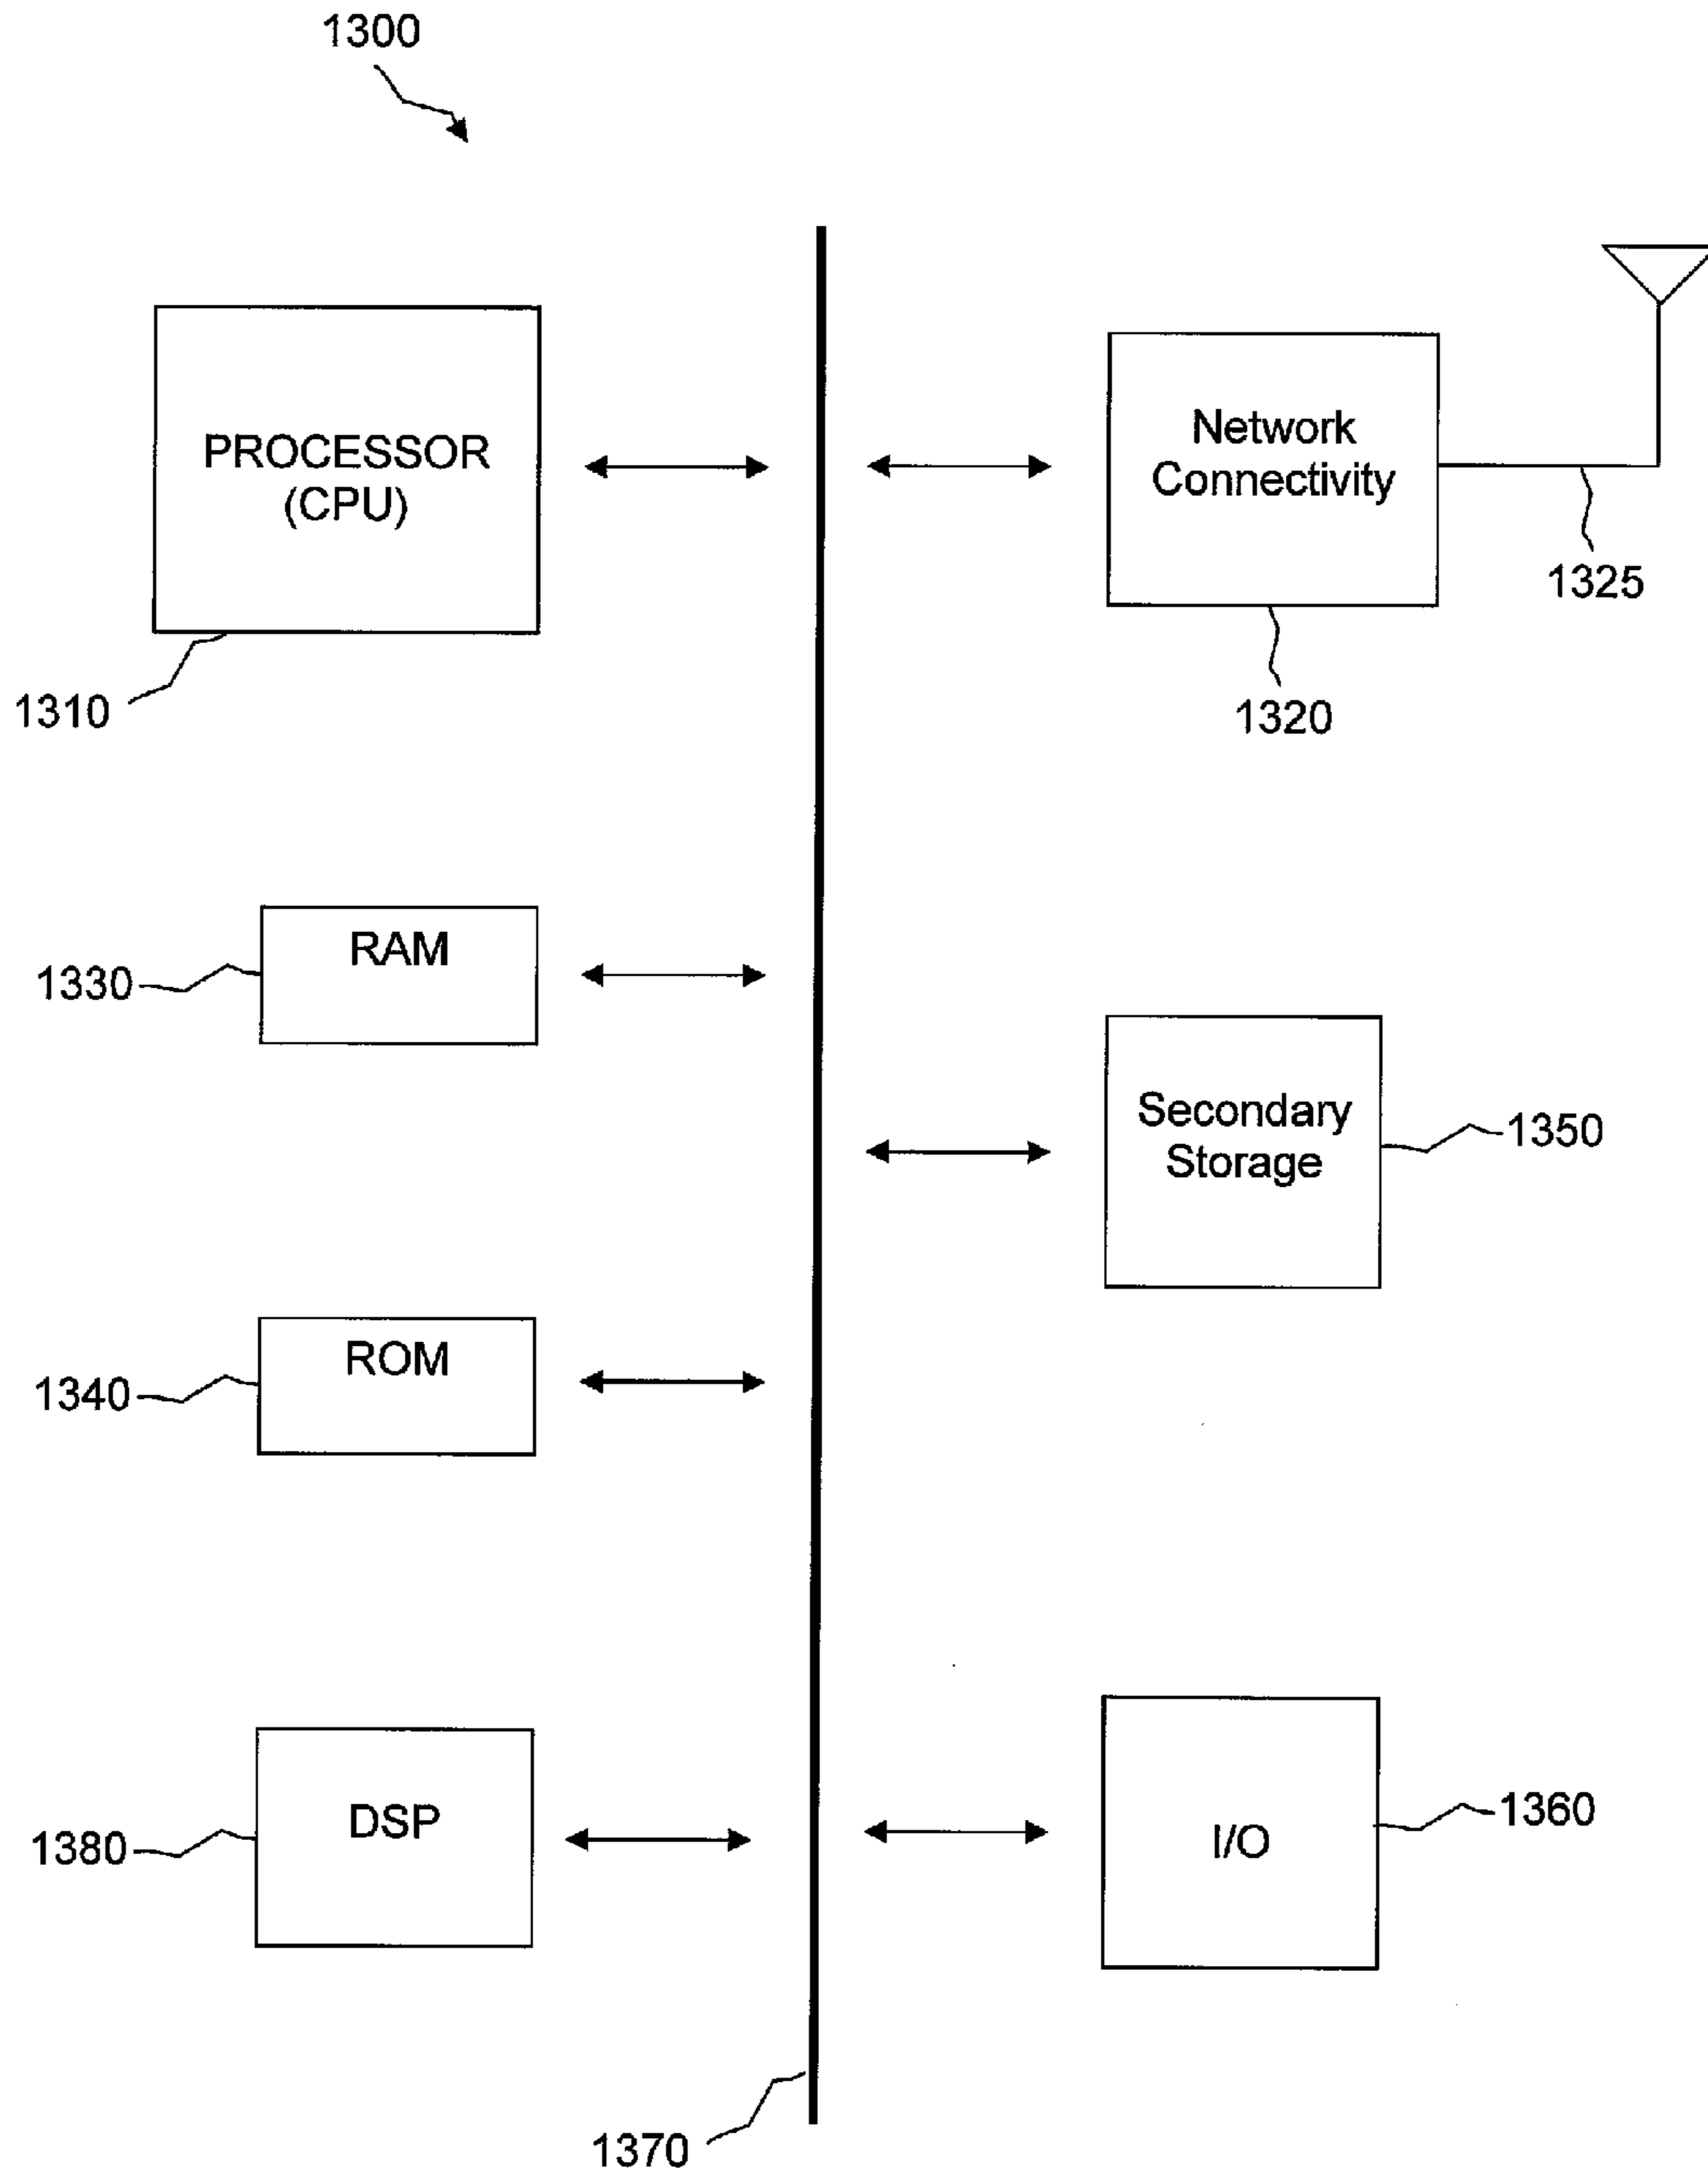 1300
PROCESSOR
(CPU)
Network
Connectivity
1325
1310
1320
RAM
1330
Secondary
Storage
1350
ROM
1340
DSP
1380
I/O
1360
1370